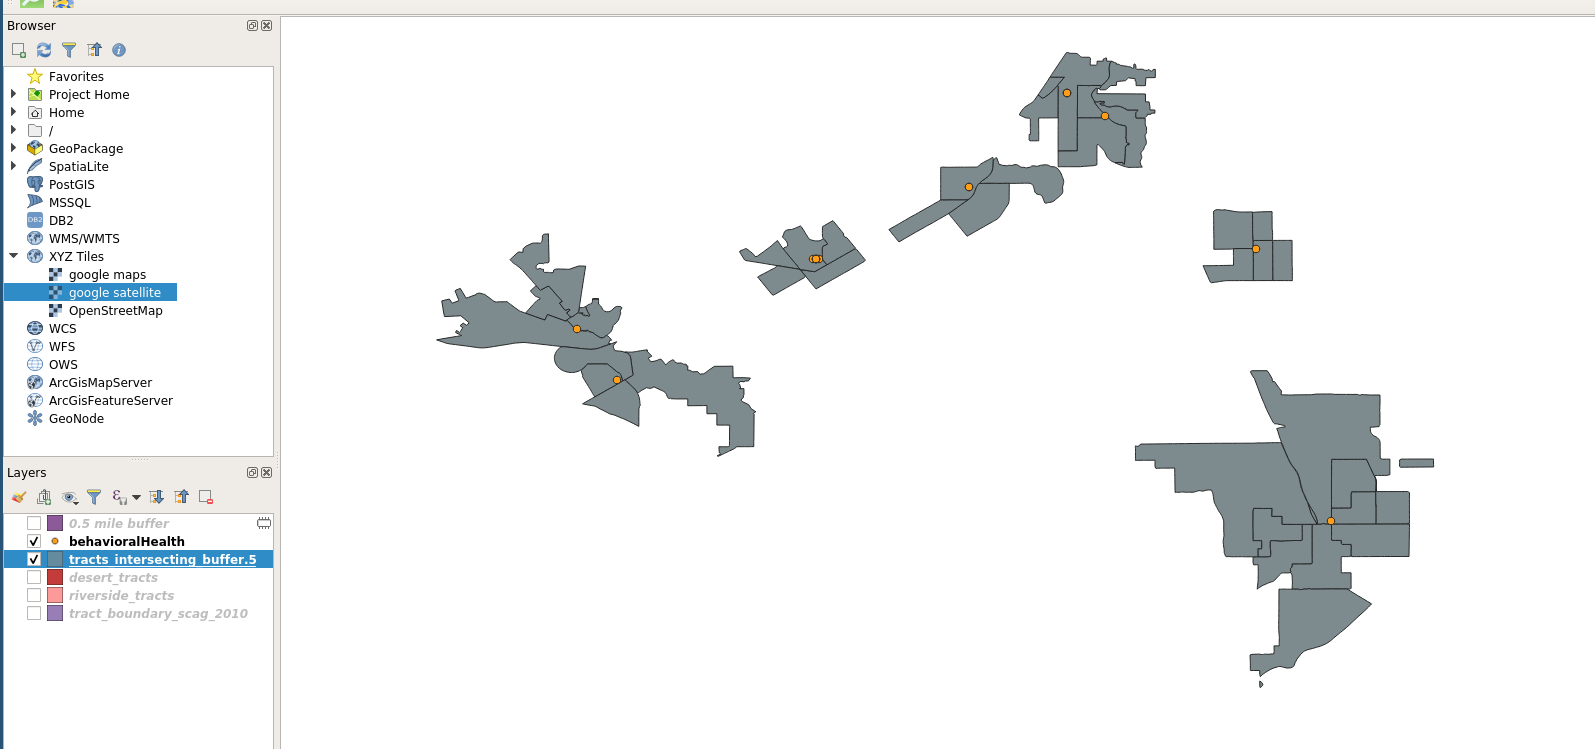 Browser
Favorites
Project Home
Home
/
GeoPackage
SpatiaLite
PostGIS
MSSQL
DB2
DB2
WMS/WMTS
XYZ Tiles
google maps
google satellite
OpenStreetMap
WCS
WFS
OWS
ArcGisMapServer
ArcGisFeatureServer
GeoNode
Layers
0.5 mile buffer
behavioralHealth
tracts_intersecting_buffer.5
desert_tracts
riverside_tracts
tract_boundary_scag_2010